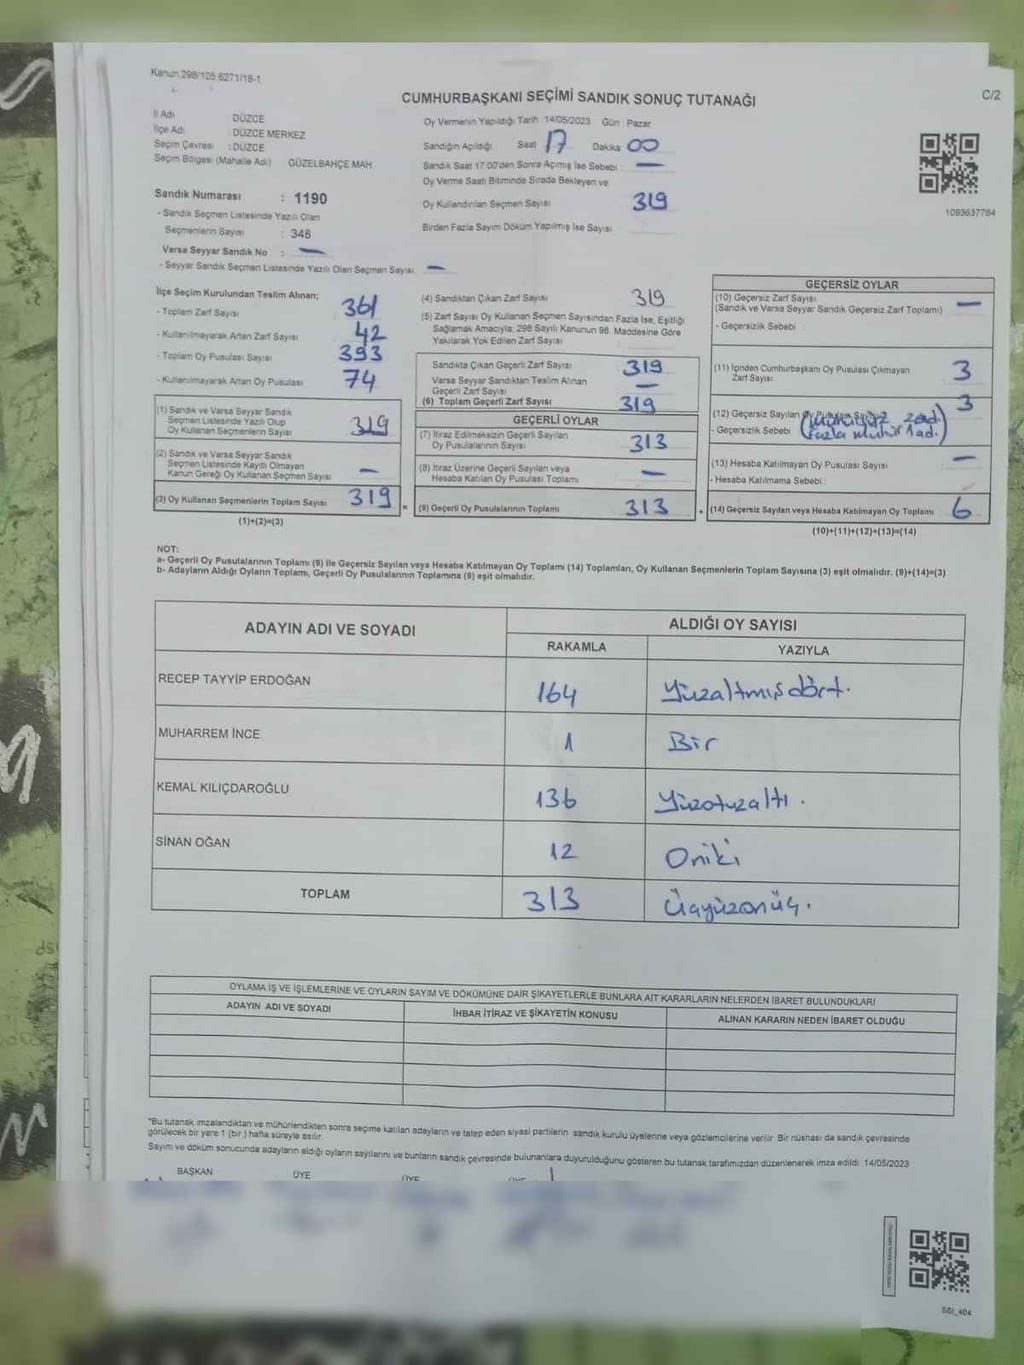 Kanun 298/105 6271/18-1
C/2
CUMHURBAŞKANI SEÇİMİ SANDIK SONUÇ TUTANAĞI
İl Adı DÜZCE
İlçe Adı DÜZCE MERKEZ
Seçim Çevresi : DÜZCE
Seçim Bölgesi (Mahalle Adı) GÜZELBAHÇE MAH
Sandık Numarası : 1190
- Sandık Seçmen Listesinde Yazılı Olan
Seçmenlerin Sayısı : 348
Varsa Seyyar Sandık No : —
- Seyyar Sandık Seçmen Listesinde Yazılı Olan Seçmen Sayısı: —
Oy Vermenin Yapıldığı Tarih : 14/05/2023 Gün : Pazar
Sandığın Açıldığı Saat 17 Dakika 00
Sandık Saat 17:00'den Sonra Açılmış İse Sebebi —
Oy Verme Saati Bitiminde Sırada Bekleyen ve
Oy Kullandırılan Seçmen Sayısı 319
Birden Fazla Sayım Döküm Yapılmış İse Sayısı
1093637784
İlçe Seçim Kurulundan Teslim Alınan;
- Toplam Zarf Sayısı 361
- Kullanılmayarak Artan Zarf Sayısı 42
- Toplam Oy Pusulası Sayısı 393
- Kullanılmayarak Artan Oy Pusulası 74
(1) Sandık ve Varsa Seyyar Sandık
Seçmen Listesinde Yazılı Olup
Oy Kullanan Seçmenlerin Sayısı 319
(2) Sandık ve Varsa Seyyar Sandık
Seçmen Listesinde Kayıtlı Olmayan
Kanun Gereği Oy Kullanan Seçmen Sayısı —
(3) Oy Kullanan Seçmenlerin Toplam Sayısı 319
(1)+(2)=(3)
(4) Sandıktan Çıkan Zarf Sayısı 319
(5) Zarf Sayısı Oy Kullanan Seçmen Sayısından Fazla İse, Eşitliği
Sağlamak Amacıyla; 298 Sayılı Kanunun 98. Maddesine Göre
Yakılarak Yok Edilen Zarf Sayısı
Sandıkta Çıkan Geçerli Zarf Sayısı 319
Varsa Seyyar Sandıktan Teslim Alınan
Geçerli Zarf Sayısı —
(6) Toplam Geçerli Zarf Sayısı 319
GEÇERLİ OYLAR
(7) İtiraz Edilmeksizin Geçerli Sayılan
Oy Pusulalarının Sayısı 313
(8) İtiraz Üzerine Geçerli Sayılan veya
Hesaba Katılan Oy Pusulası Toplamı —
= (9) Geçerli Oy Pusulalarının Toplamı 313
GEÇERSİZ OYLAR
(10) Geçersiz Zarf Sayısı —
(Sandık ve Varsa Seyyar Sandık Geçersiz Zarf Toplamı)
- Geçersizlik Sebebi
(11) İçinden Cumhurbaşkanı Oy Pusulası Çıkmayan
Zarf Sayısı 3
(12) Geçersiz Sayılan Oy Pusulası Sayısı 3
- Geçersizlik Sebebi (Mühürsüz 2ad. Fazla Mühür 1ad.)
(13) Hesaba Katılmayan Oy Pusulası Sayısı —
- Hesaba Katılmama Sebebi :
+ (14) Geçersiz Sayılan veya Hesaba Katılmayan Oy Toplamı 6
(10)+(11)+(12)+(13)=(14)
NOT:
a- Geçerli Oy Pusulalarının Toplamı (9) ile Geçersiz Sayılan veya Hesaba Katılmayan Oy Toplamı (14) Toplamları, Oy Kullanan Seçmenlerin Toplam Sayısına (3) eşit olmalıdır. (9)+(14)=(3)
b- Adayların Aldığı Oyların Toplamı, Geçerli Oy Pusulalarının Toplamına (9) eşit olmalıdır.
ADAYIN ADI VE SOYADI ALDIĞI OY SAYISI
RAKAMLA YAZIYLA
RECEP TAYYİP ERDOĞAN 164 Yüzaltmışdört.
MUHARREM İNCE 1 Bir
KEMAL KILIÇDAROĞLU 136 Yüzotuzaltı.
SİNAN OĞAN 12 Oniki
TOPLAM 313 Üçyüzonüç.
OYLAMA İŞ VE İŞLEMLERİNE VE OYLARIN SAYIM VE DÖKÜMÜNE DAİR ŞİKAYETLERLE BUNLARA AİT KARARLARIN NELERDEN İBARET BULUNDUKLARI
ADAYIN ADI VE SOYADI İHBAR İTİRAZ VE ŞİKAYETİN KONUSU ALINAN KARARIN NEDEN İBARET OLDUĞU
"Bu tutanak imzalandıktan ve mühürlendikten sonra seçime katılan adayların ve talep eden siyasi partilerin sandık kurulu üyelerine veya gözlemcilerine verilir Bir nüshası da sandık çevresinde
görülecek bir yere 1 (bir) hafta süreyle asılır
Sayım ve döküm sonucunda adayların aldığı oyların sayılarını ve bunların sandık çevresinde bulunanlara duyurulduğunu gösteren bu tutanak tarafımızdan düzenlenerek imza edildi. 14/05/2023
BAŞKAN ÜYE ÜYE ÜYE